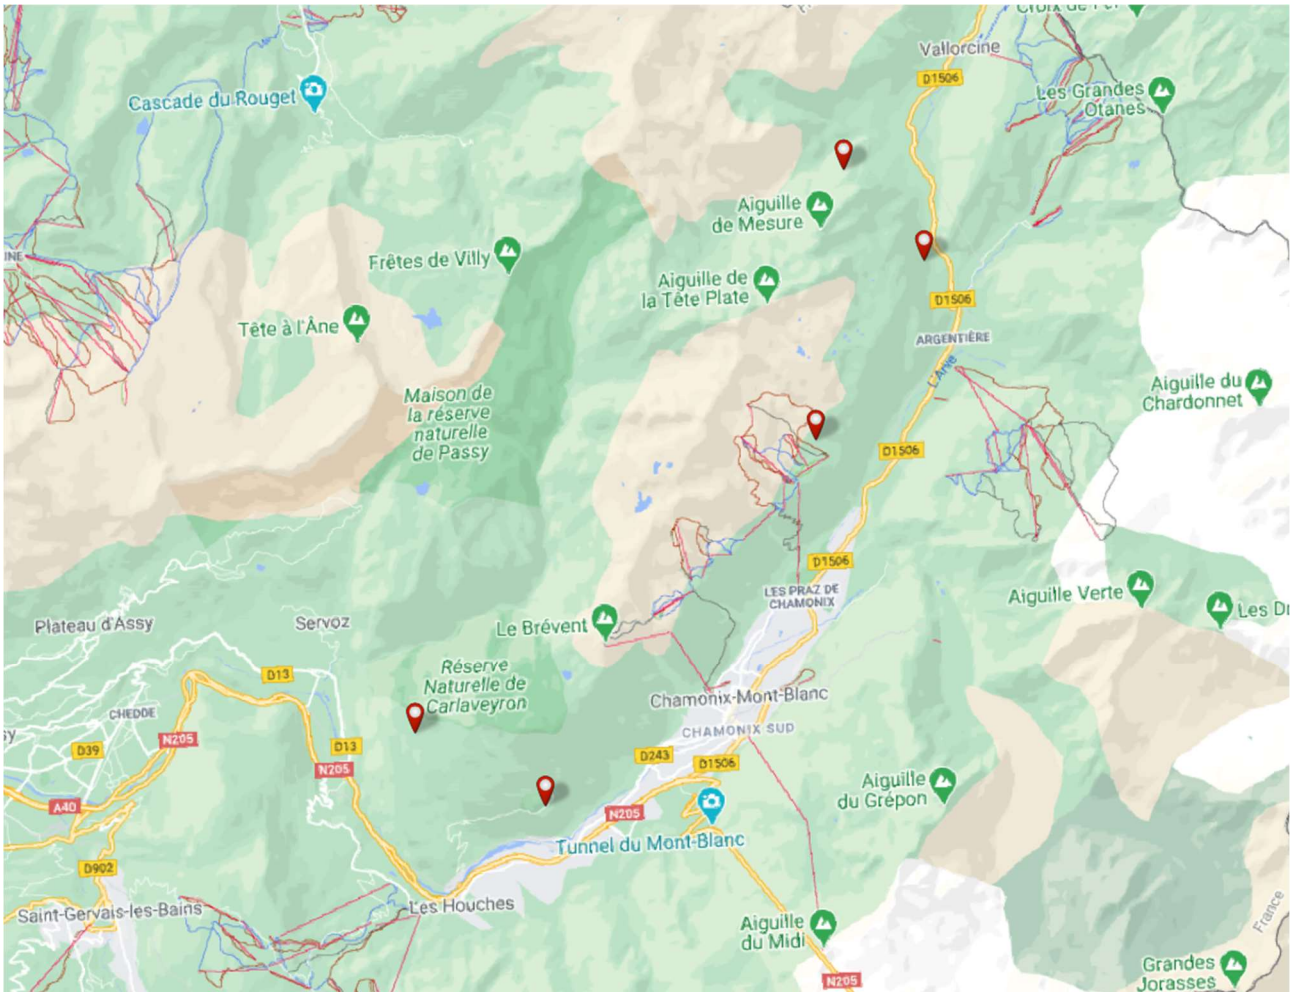 Vallorcine
D1506
Cascade du Rouget
Les Grandes
Otanes
Aiguille
de Mesure
INE
Frêtes de Villy
Aiguille de
la Tête Plate
D1506
Tête à l'Âne
ARGENTIÈRE
L'Arve
Maison de
la réserve
naturelle
de Passy
Aiguille du
Chardonnet
D1506
D1506
LES PRAZ DE
CHAMONIX
Aiguille Verte
Plateau d'Assy
Servoz
Le Brévent
D13
Réserve
Naturelle de
Carlaveyron
Chamonix-Mont-Blanc
CHEDDE
CHAMONIX SUD
sy
D39
N205
D13
D243
D1506
N205
Aiguille
du Grépon
A40
N205
Tunnel du Mont-Blanc
D902
Saint-Gervais-les-Bains
Les Houches
Aiguille
du Midi
France
N205
Grandes
Jorasses